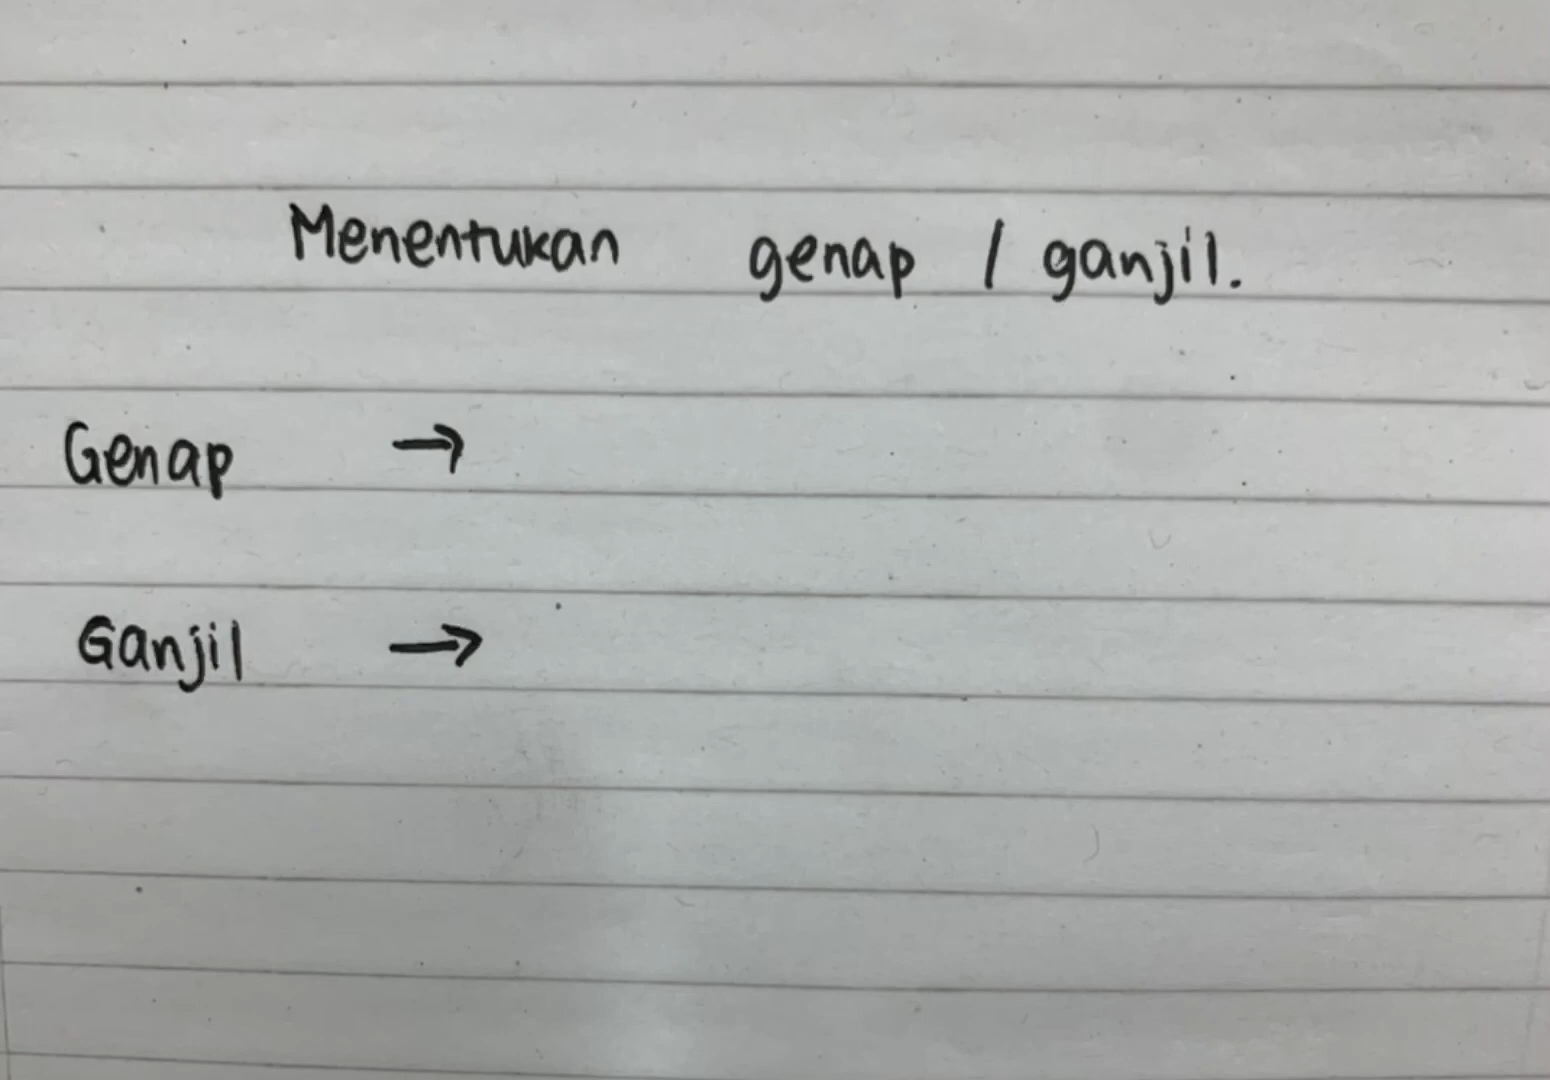 Menentukan genap / ganjil.
Genap →
Ganjil →